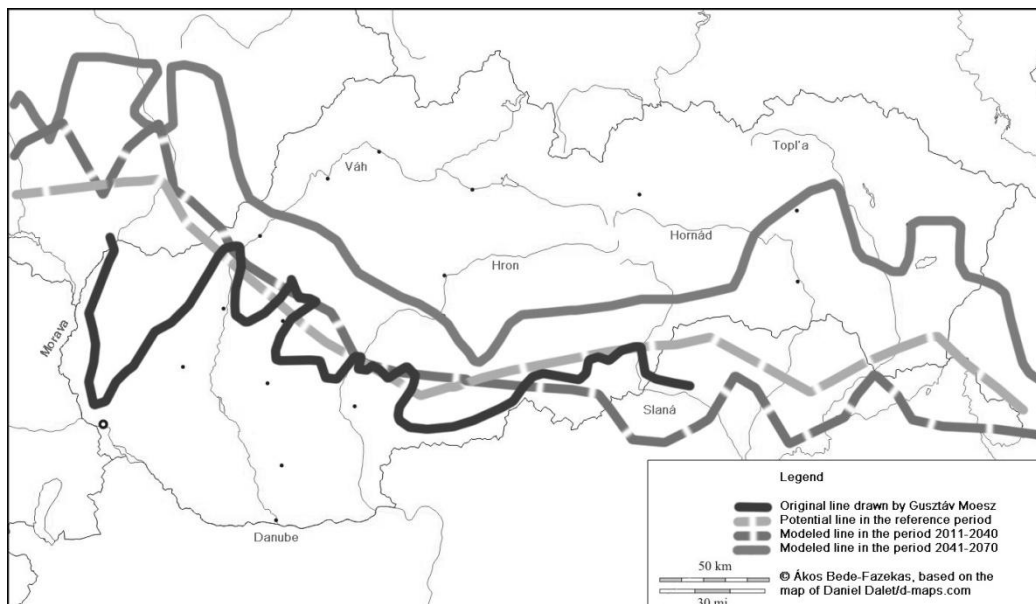 Topl'a
Váh
Hornád
Hron
Morava
Slaná
Danube
Legend
Original line drawn by Gusztáv Moesz
Potential line in the reference period
Modeled line in the period 2011-2040
Modeled line in the period 2041-2070
50 km
30 mi
© Ákos Bede-Fazekas, based on the
map of Daniel Dalet/d-maps.com